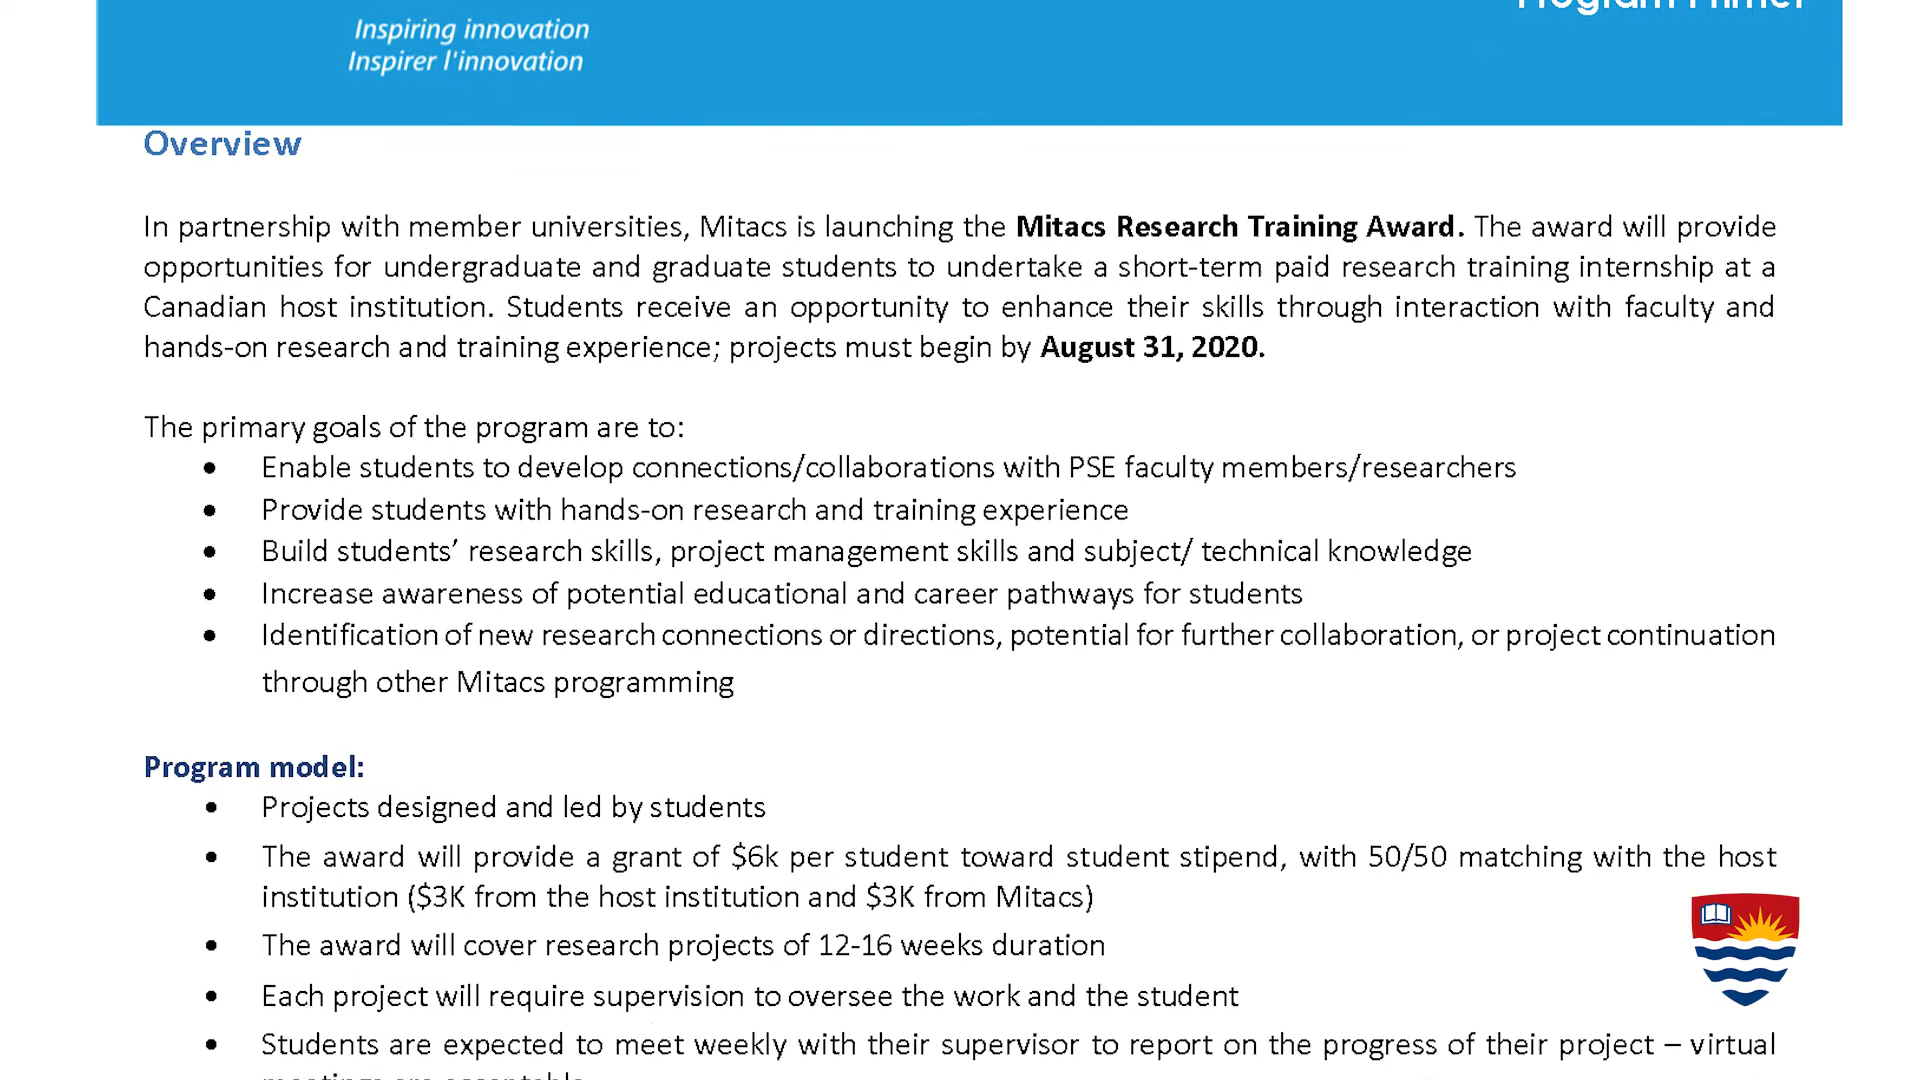 Program Primer
Inspiring innovation
Inspirer l'innovation
Overview
In partnership with member universities, Mitacs is launching the Mitacs Research Training Award. The award will provide
opportunities for undergraduate and graduate students to undertake a short-term paid research training internship at a
Canadian host institution. Students receive an opportunity to enhance their skills through interaction with faculty and
hands-on research and training experience; projects must begin by August 31, 2020.
The primary goals of the program are to:
• Enable students to develop connections/collaborations with PSE faculty members/researchers
• Provide students with hands-on research and training experience
• Build students’ research skills, project management skills and subject/ technical knowledge
• Increase awareness of potential educational and career pathways for students
• Identification of new research connections or directions, potential for further collaboration, or project continuation
through other Mitacs programming
Program model:
• Projects designed and led by students
• The award will provide a grant of $6k per student toward student stipend, with 50/50 matching with the host
institution ($3K from the host institution and $3K from Mitacs)
• The award will cover research projects of 12-16 weeks duration
• Each project will require supervision to oversee the work and the student
• Students are expected to meet weekly with their supervisor to report on the progress of their project – virtual
meetings are acceptable